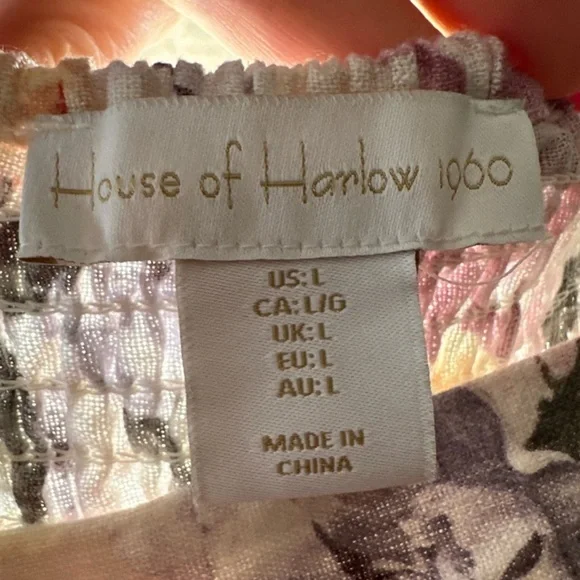 House of Harlow 1960
US: L
CA: L/G
UK: L
EU: L
AU: L
MADE IN
CHINA